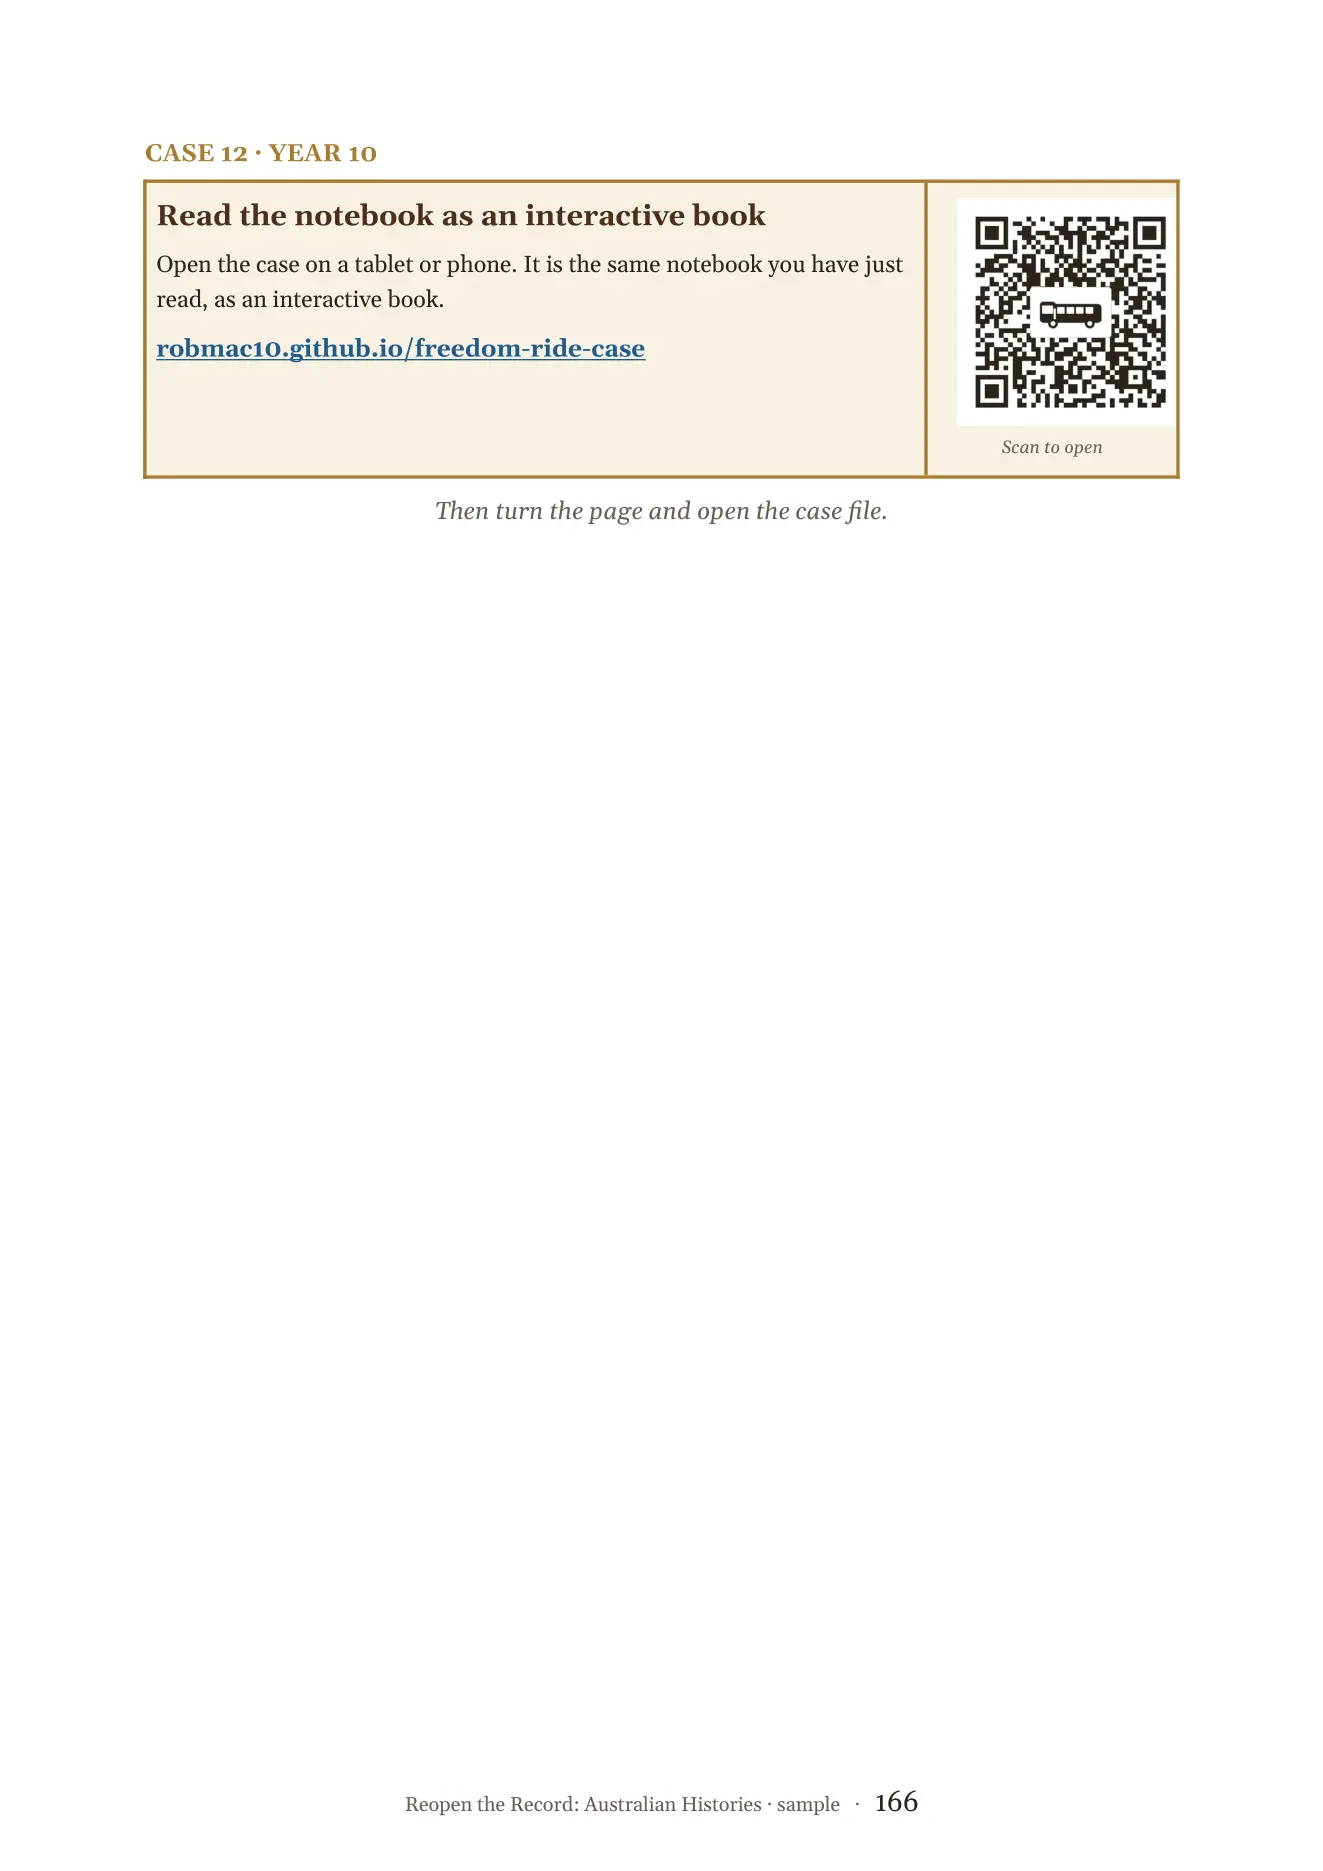 CASE 12 · YEAR 10
Read the notebook as an interactive book
Open the case on a tablet or phone. It is the same notebook you have just
read, as an interactive book.
robmac10.github.io/freedom-ride-case
Scan to open
Then turn the page and open the case file.
Reopen the Record: Australian Histories · sample · 166